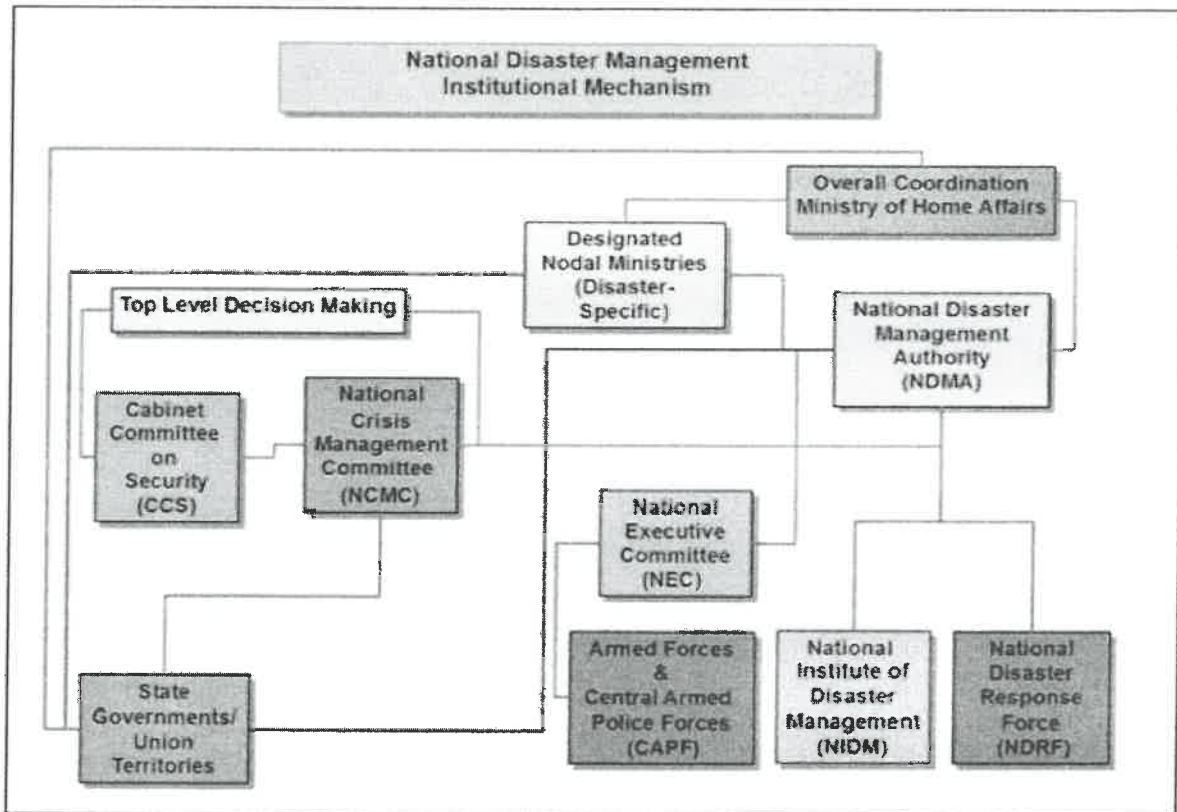 National Disaster Management
Institutional Mechanism
Overall Coordination
Ministry of Home Affairs
Designated
Nodal Ministries
(Disaster-
Specific)
Top Level Decision Making
National Disaster
Management
Authority
(NDMA)
Cabinet
Committee
on
Security
(CCS)
National
Crisis
Management
Committee
(NCMC)
National
Executive
Committee
(NEC)
State
Governments/
Union
Territories
Armed Forces
&
Central Armed
Police Forces
(CAPF)
National
Institute of
Disaster
Management
(NIDM)
National
Disaster
Response
Force
(NDRF)